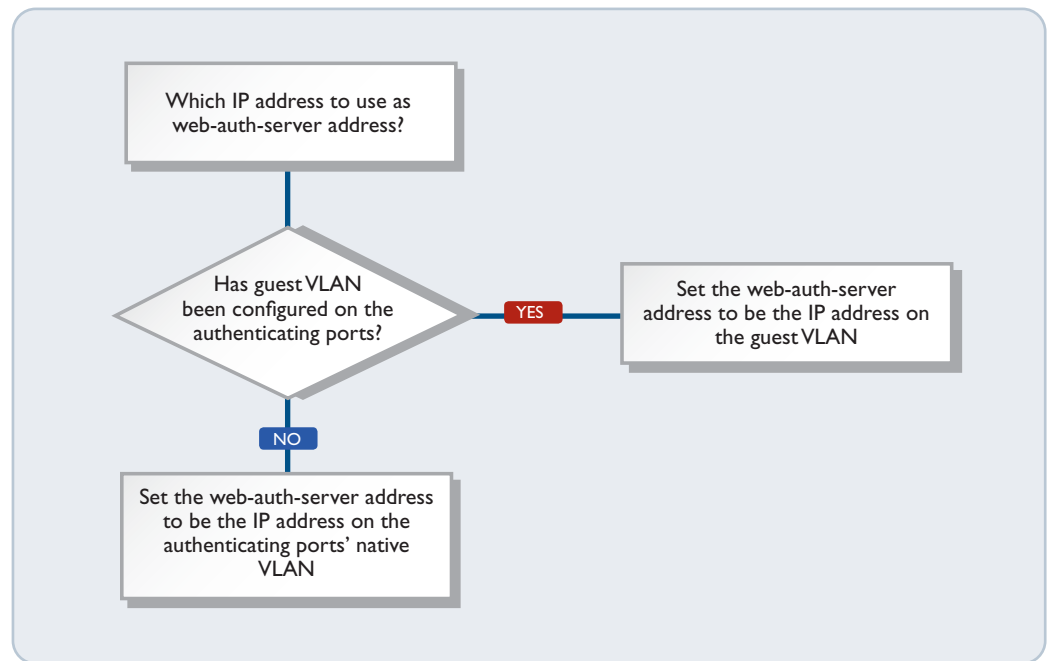 Which IP address to use as
web-auth-server address?
Has guest VLAN
been configured on the
authenticating ports?
YES
Set the web-auth-server
address to be the IP address on
the guest VLAN
NO
Set the web-auth-server address
to be the IP address on the
authenticating ports' native
VLAN